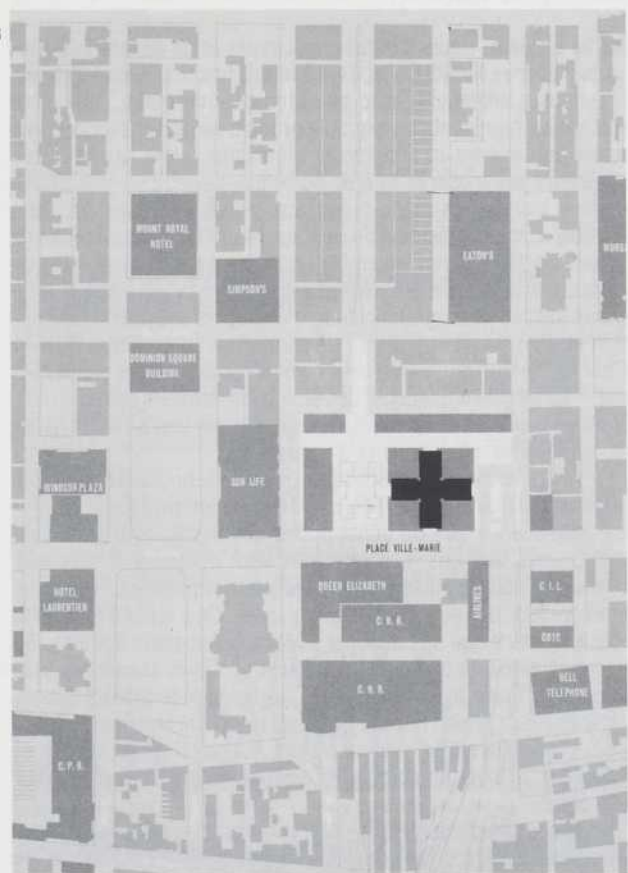 MOUNT ROYAL
HOTEL
SIMPSON'S
EATON'S
DOMINION SQUARE
BUILDING
WINDSOR PLAZA
SUN LIFE
PLACE VILLE-MARIE
HOTEL
LAURENTIEN
QUEEN ELIZABETH
C. N. R.
AIRLINES
C. I. L.
C. N. R.
BELL
TELEPHONE
C. P. R.